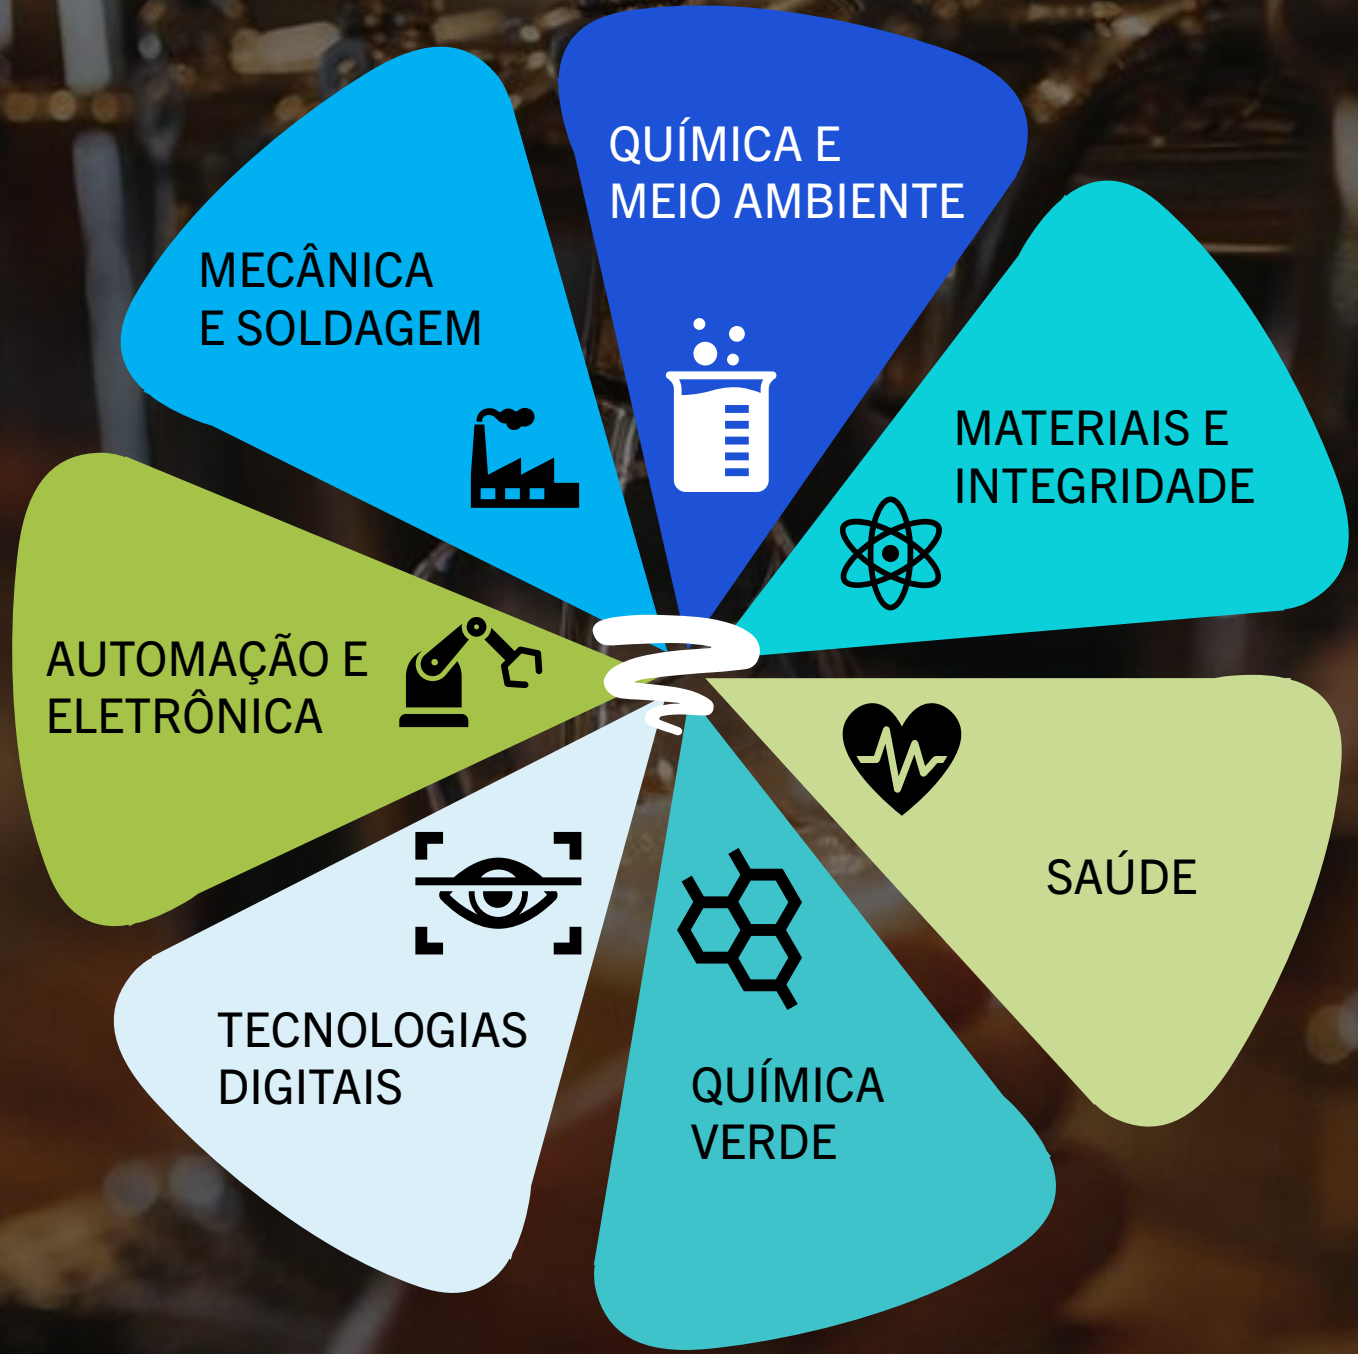 QUÍMICA E
MEIO AMBIENTE
MECÂNICA
E SOLDAGEM
MATERIAIS E
INTEGRIDADE
AUTOMAÇÃO E
ELETRÔNICA
SAÚDE
TECNOLOGIAS
DIGITAIS
QUÍMICA
VERDE